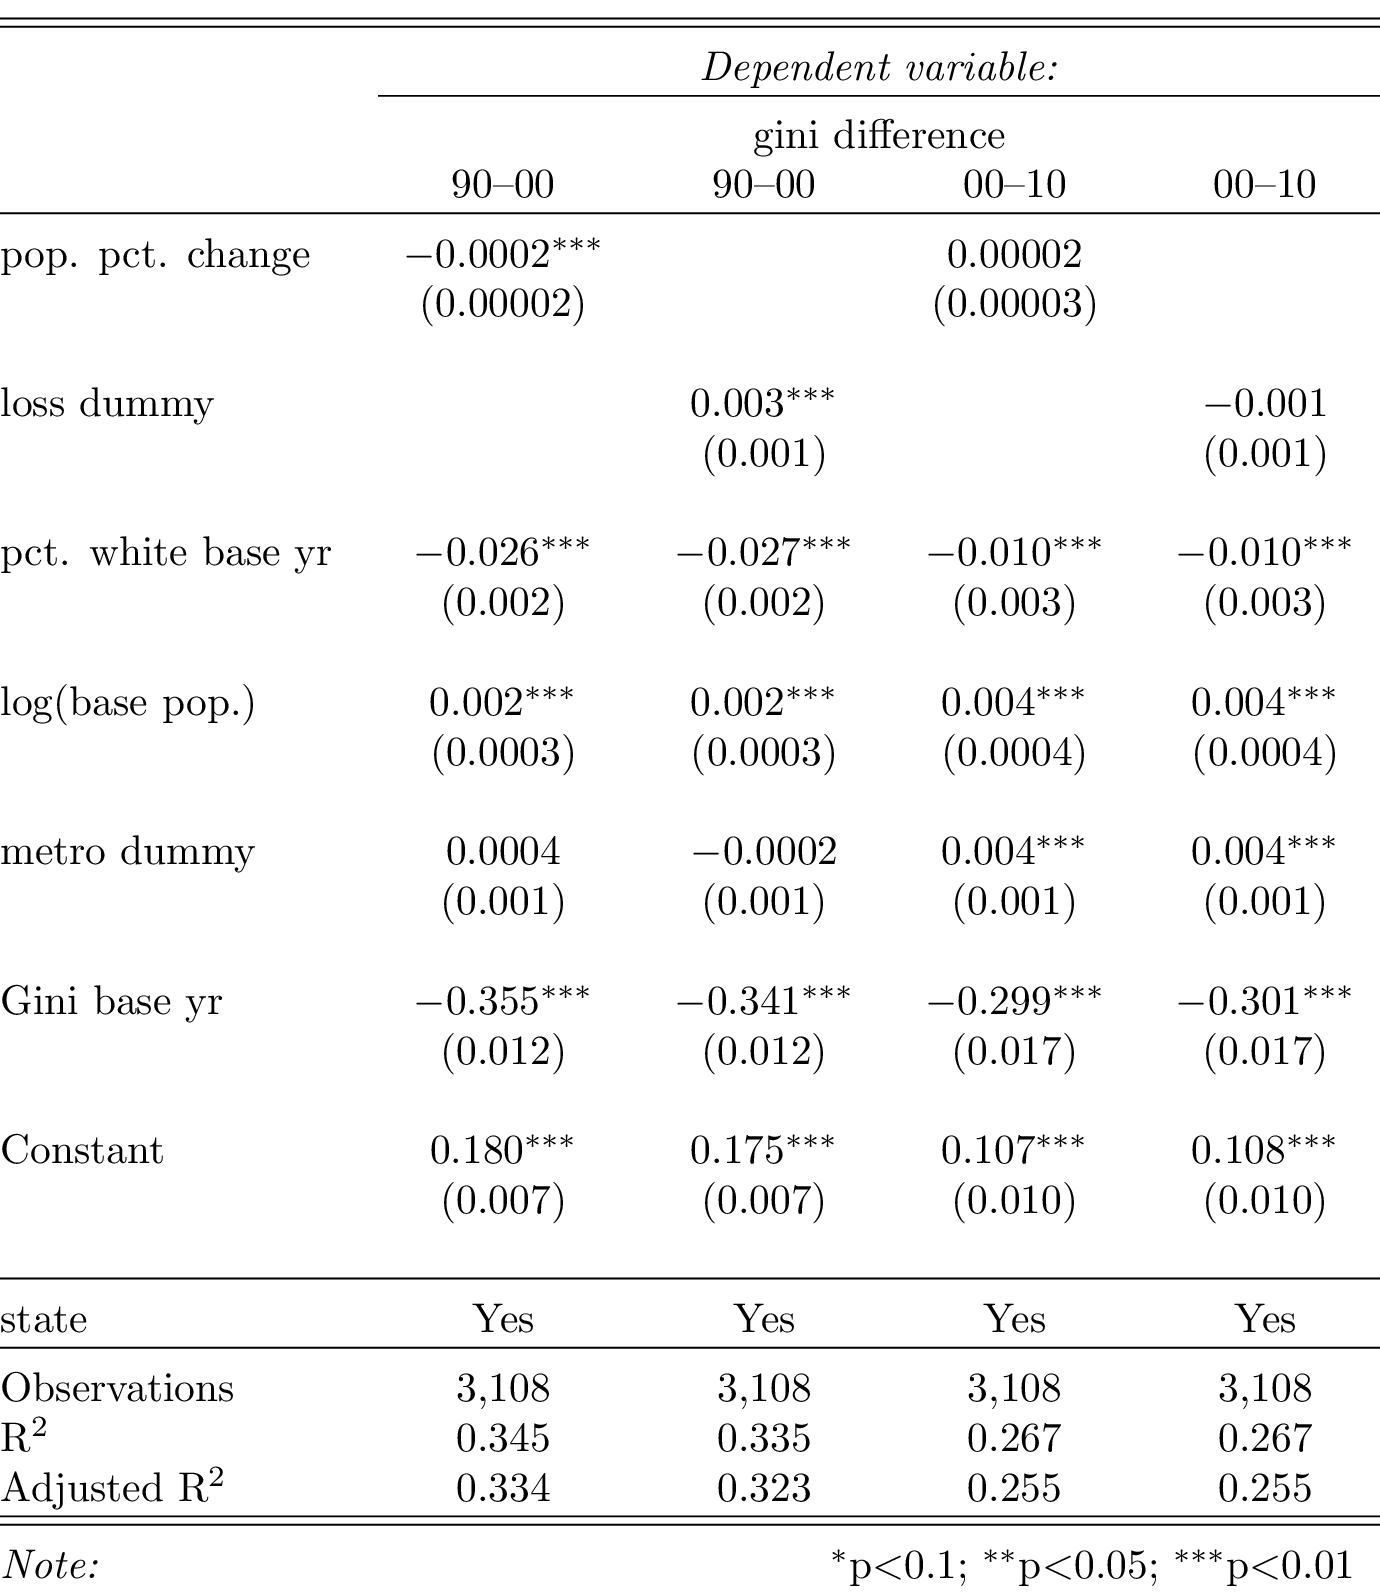 Dependent variable:
gini difference
90–00 90–00 00–10 00–10
pop. pct. change −0.0002*** 0.00002
(0.00002) (0.00003)
loss dummy 0.003*** −0.001
(0.001) (0.001)
pct. white base yr −0.026*** −0.027*** −0.010*** −0.010***
(0.002) (0.002) (0.003) (0.003)
log(base pop.) 0.002*** 0.002*** 0.004*** 0.004***
(0.0003) (0.0003) (0.0004) (0.0004)
metro dummy 0.0004 −0.0002 0.004*** 0.004***
(0.001) (0.001) (0.001) (0.001)
Gini base yr −0.355*** −0.341*** −0.299*** −0.301***
(0.012) (0.012) (0.017) (0.017)
Constant 0.180*** 0.175*** 0.107*** 0.108***
(0.007) (0.007) (0.010) (0.010)
state Yes Yes Yes Yes
Observations 3,108 3,108 3,108 3,108
R² 0.345 0.335 0.267 0.267
Adjusted R² 0.334 0.323 0.255 0.255
Note: *p<0.1; **p<0.05; ***p<0.01